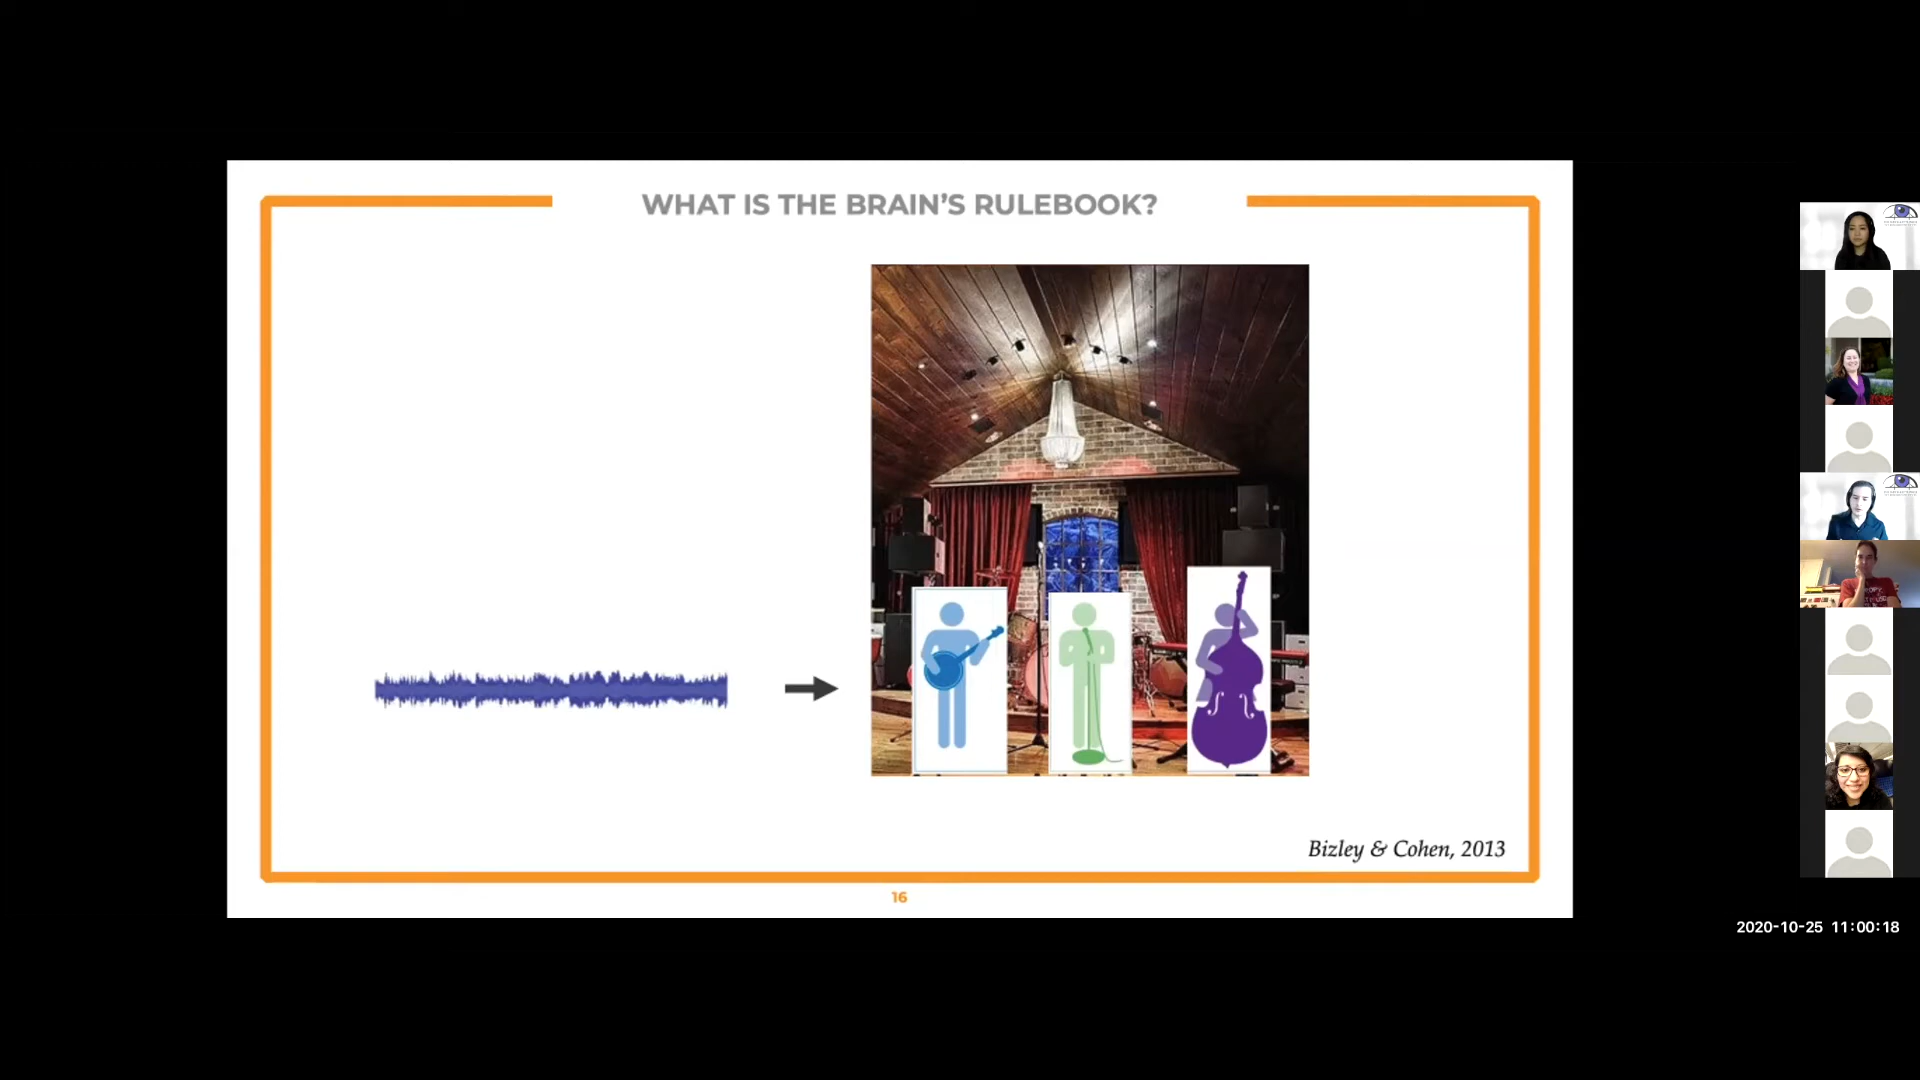 WHAT IS THE BRAIN'S RULEBOOK?
Bizley & Cohen, 2013
16
2020-10-25 11:00:18